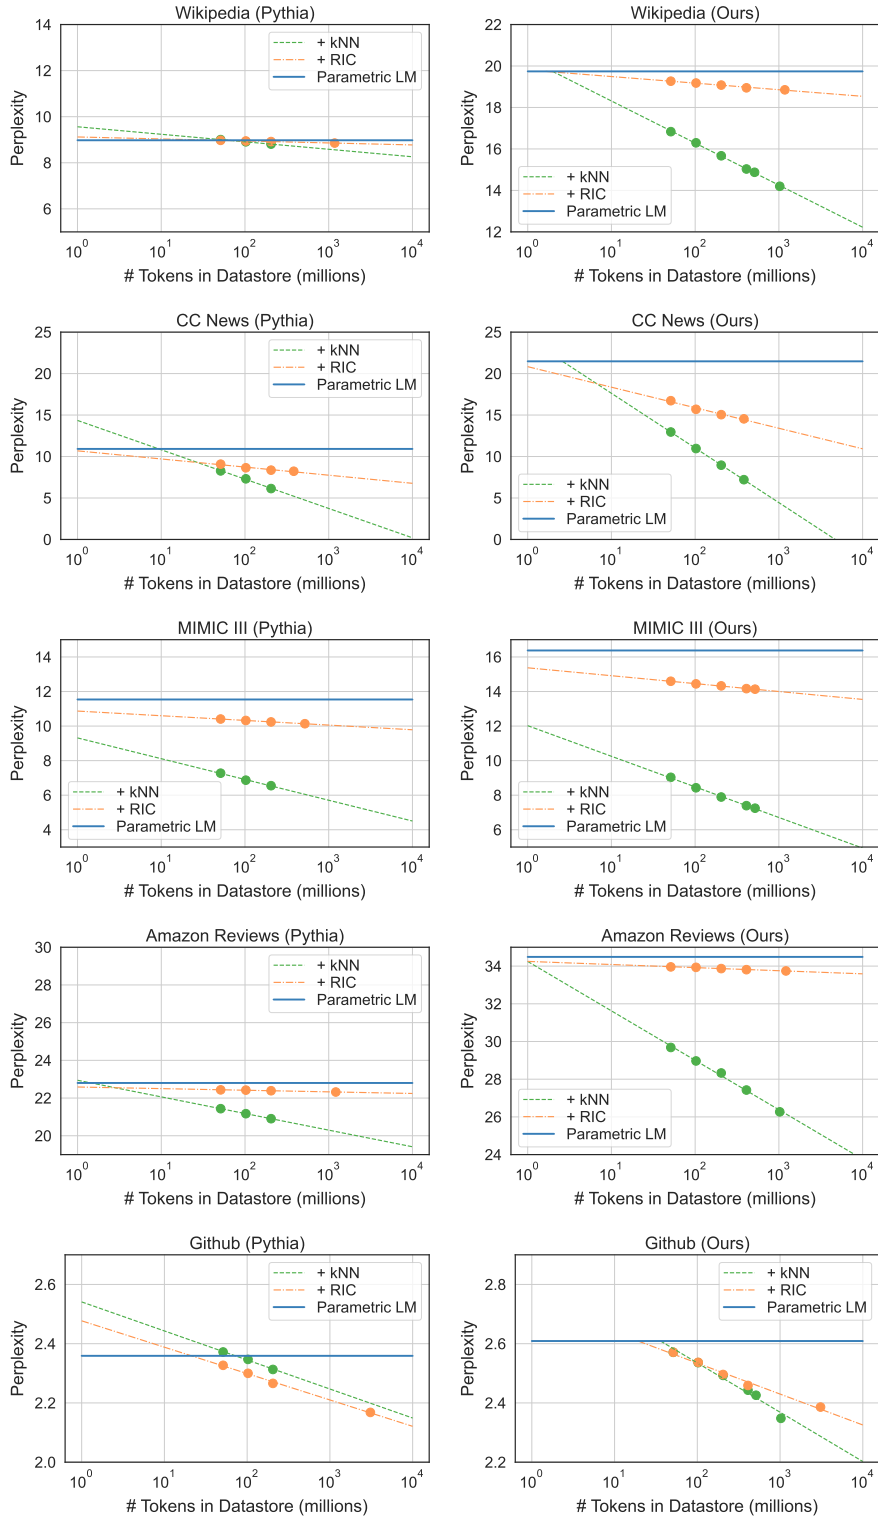 Wikipedia (Pythia)
14
12
10
8
6
Perplexity
+ kNN
+ RIC
Parametric LM
10^0
10^1
10^2
10^3
10^4
# Tokens in Datastore (millions)
Wikipedia (Ours)
22
20
18
16
14
12
Perplexity
+ kNN
+ RIC
Parametric LM
10^0
10^1
10^2
10^3
10^4
# Tokens in Datastore (millions)
CC News (Pythia)
25
20
15
10
5
0
Perplexity
+ kNN
+ RIC
Parametric LM
10^0
10^1
10^2
10^3
10^4
# Tokens in Datastore (millions)
CC News (Ours)
25
20
15
10
5
0
Perplexity
+ kNN
+ RIC
Parametric LM
10^0
10^1
10^2
10^3
10^4
# Tokens in Datastore (millions)
MIMIC III (Pythia)
14
12
10
8
6
4
Perplexity
+ kNN
+ RIC
Parametric LM
10^0
10^1
10^2
10^3
10^4
# Tokens in Datastore (millions)
MIMIC III (Ours)
16
14
12
10
8
6
Perplexity
+ kNN
+ RIC
Parametric LM
10^0
10^1
10^2
10^3
10^4
# Tokens in Datastore (millions)
Amazon Reviews (Pythia)
30
28
26
24
22
20
Perplexity
+ kNN
+ RIC
Parametric LM
10^0
10^1
10^2
10^3
10^4
# Tokens in Datastore (millions)
Amazon Reviews (Ours)
34
32
30
28
26
24
Perplexity
+ kNN
+ RIC
Parametric LM
10^0
10^1
10^2
10^3
10^4
# Tokens in Datastore (millions)
Github (Pythia)
2.6
2.4
2.2
2.0
Perplexity
+ kNN
+ RIC
Parametric LM
10^0
10^1
10^2
10^3
10^4
# Tokens in Datastore (millions)
Github (Ours)
2.8
2.6
2.4
2.2
Perplexity
+ kNN
+ RIC
Parametric LM
10^0
10^1
10^2
10^3
10^4
# Tokens in Datastore (millions)